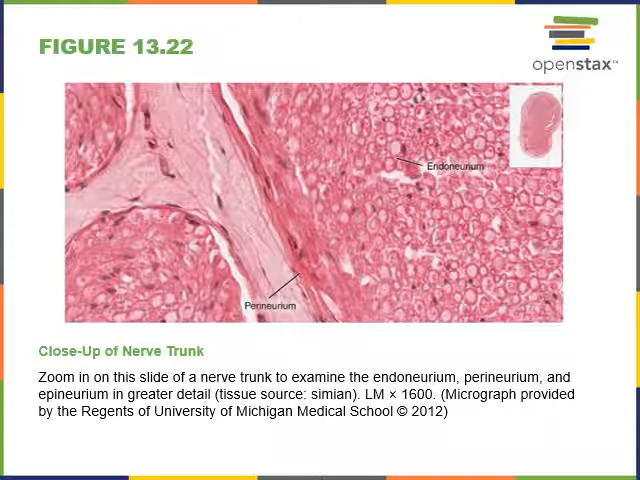 FIGURE 13.22
openstax™
Endoneurium
Perineurium
Close-Up of Nerve Trunk
Zoom in on this slide of a nerve trunk to examine the endoneurium, perineurium, and
epineurium in greater detail (tissue source: simian). LM × 1600. (Micrograph provided
by the Regents of University of Michigan Medical School © 2012)